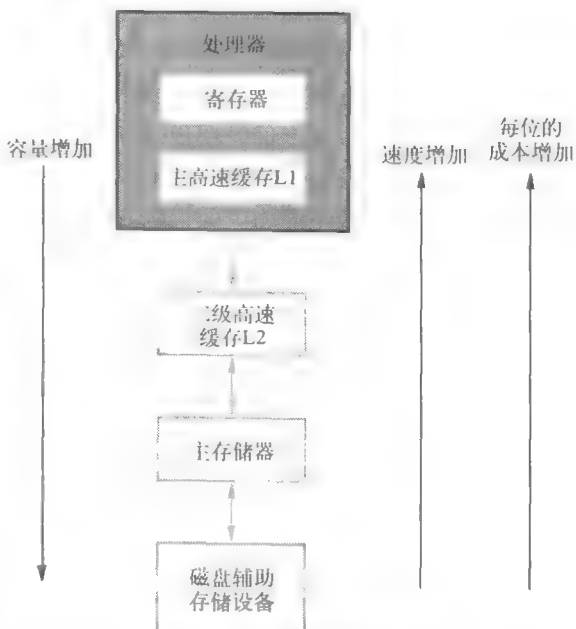 处理器
寄存器
容量增加
主高速缓存L1
速度增加
每位的
成本增加
二级高速
缓存L2
主存储器
磁盘辅助
存储设备